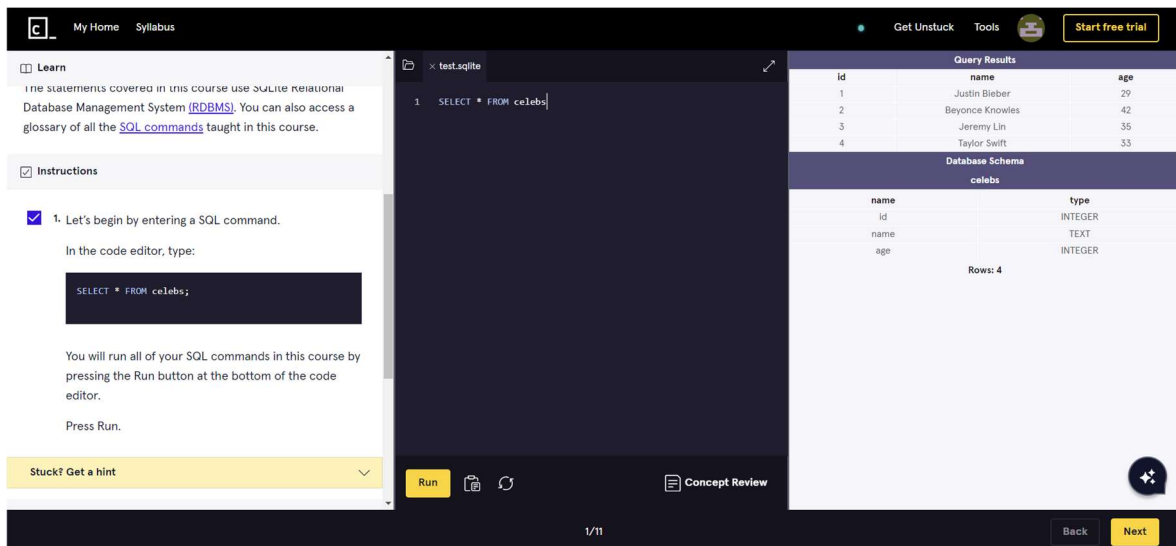 C_
My Home Syllabus
Get Unstuck Tools
Start free trial
Learn
The statements covered in this course use SQLite Relational
Database Management System (RDBMS). You can also access a
glossary of all the SQL commands taught in this course.
Instructions
1. Let's begin by entering a SQL command.
In the code editor, type:
SELECT * FROM celebs;
You will run all of your SQL commands in this course by
pressing the Run button at the bottom of the code
editor.
Press Run.
Stuck? Get a hint
× test.sqlite
1 SELECT * FROM celebs
Run
Concept Review
Query Results
id name age
1 Justin Bieber 29
2 Beyonce Knowles 42
3 Jeremy Lin 35
4 Taylor Swift 33
Database Schema
celebs
name type
id INTEGER
name TEXT
age INTEGER
Rows: 4
1/11
Back
Next